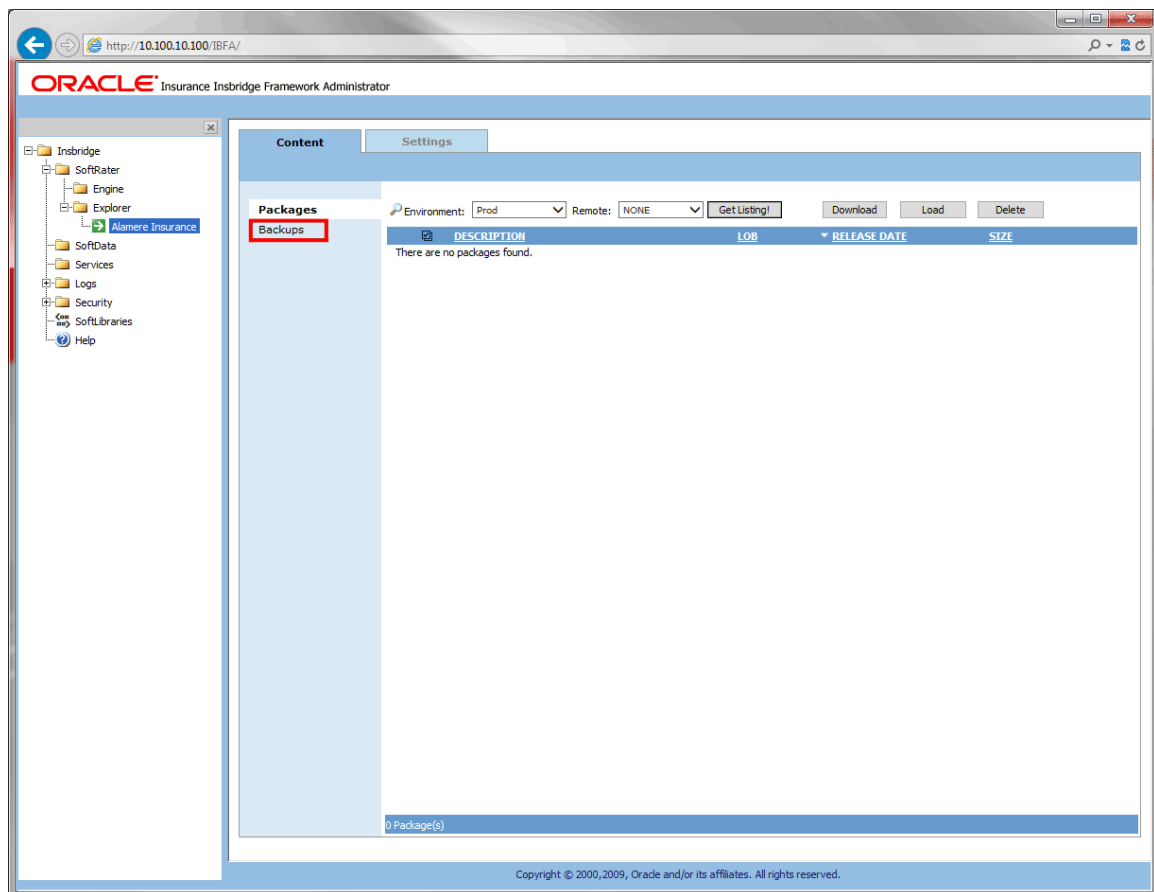 http://10.100.10.100/IBFA/
ORACLE Insurance Insbridge Framework Administrator
Insbridge
SoftRater
Engine
Explorer
Alamere Insurance
SoftData
Services
Logs
Security
SoftLibraries
Help
Content Settings
Packages
Backups
Environment: Prod Remote: NONE Get Listing! Download Load Delete
DESCRIPTION LOB RELEASE DATE SIZE
There are no packages found.
0 Package(s)
Copyright © 2000,2009, Oracle and/or its affiliates. All rights reserved.